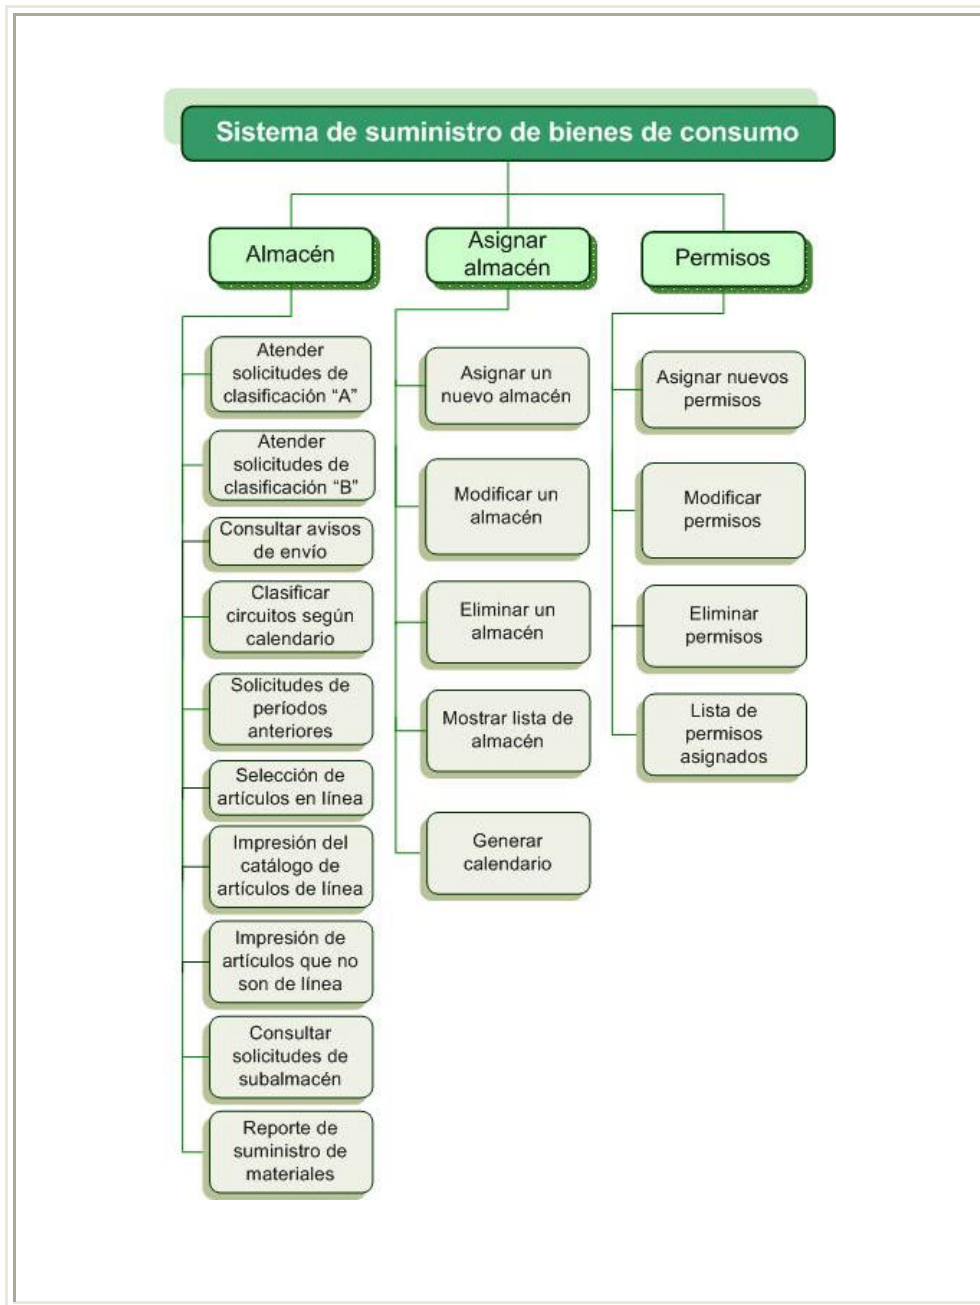 Sistema de suministro de bienes de consumo
Almacén
Atender
solicitudes de
clasificación “A”
Atender
solicitudes de
clasificación “B”
Consultar avisos
de envío
Clasificar
circuitos según
calendario
Solicitudes de
períodos
anteriores
Selección de
artículos en línea
Impresión del
catálogo de
artículos de línea
Impresión de
artículos que no
son de línea
Consultar
solicitudes de
subalmacén
Reporte de
suministro de
materiales
Asignar
almacén
Asignar un
nuevo almacén
Modificar un
almacén
Eliminar un
almacén
Mostrar lista de
almacén
Generar
calendario
Permisos
Asignar nuevos
permisos
Modificar
permisos
Eliminar
permisos
Lista de
permisos
asignados